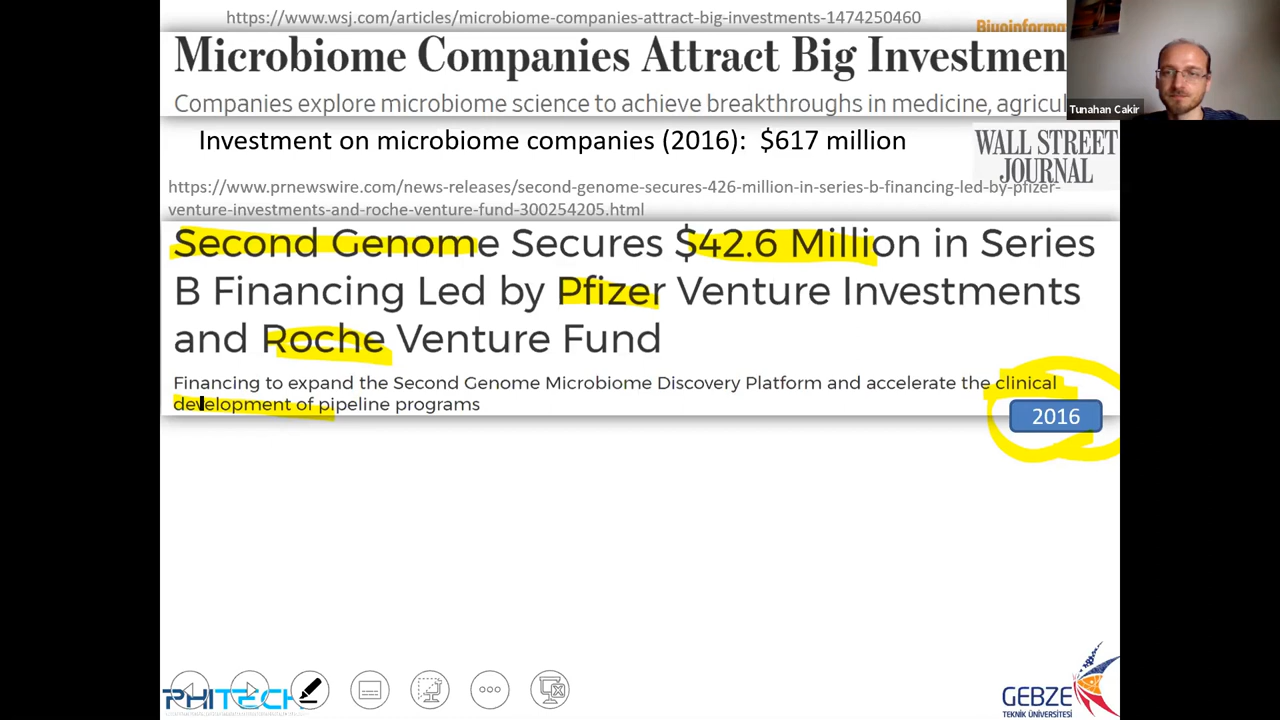 https://www.wsj.com/articles/microbiome-companies-attract-big-investments-1474250460
Microbiome Companies Attract Big
Companies explore microbiome science to achieve breakthroughs in medicine,
Tunahan Cakir
Investment on microbiome companies (2016): $617 million
WALL STREET
JOURNAL
https://www.prnewswire.com/news-releases/second-genome-secures-426-million-in-series-b-financing-led-by-pfizer-
venture-investments-and-roche-venture-fund-300254205.html
Second Genome Secures $42.6 Million in Series
B Financing Led by Pfizer Venture Investments
and Roche Venture Fund
Financing to expand the Second Genome Microbiome Discovery Platform and accelerate the clinical
development of pipeline programs
2016
PHITECH
GEBZE
TEKNİK ÜNİVERSİTESİ